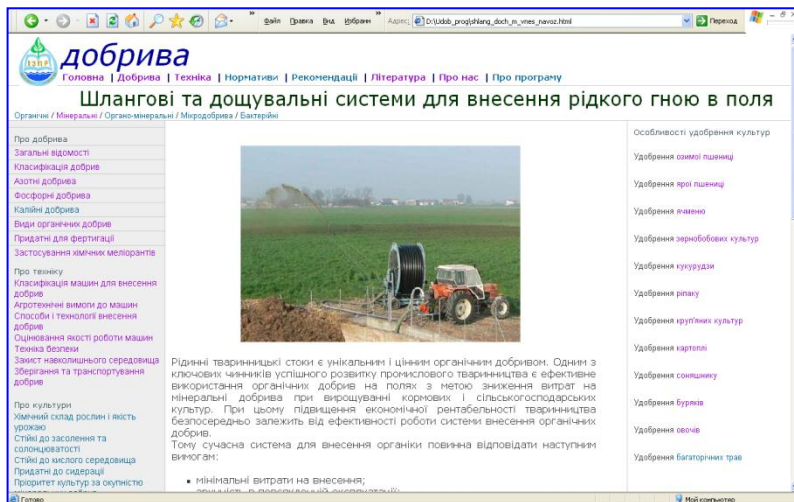 Файл Правка Вид Избранн
Адрес: D:\Udob_prog\shlang_doch_m_vnes_navoz.html
Переход
ІЗПР
добрива
Головна | Добрива | Техніка | Нормативи | Рекомендації | Література | Про нас | Про програму
Шлангові та дощувальні системи для внесення рідкого гною в поля
Органічні / Мінеральні / Органо-мінеральні / Мікродобрива / Бактерійні
Про добрива
Загальні відомості
Класифікація добрив
Азотні добрива
Фосфорні добрива
Калійні добрива
Види органічних добрив
Придатні для фертигації
Застосування хімічних меліорантів
Про техніку
Класифікація машин для внесення
добрив
Агротехнічні вимоги до машин
Способи і технології внесення
добрив
Оцінювання якості роботи машин
Техніка безпеки
Захист навколишнього середовища
Зберігання та транспортування
добрив
Про культури
Хімічний склад рослин і якість
урожаю
Стійкі до засолення та
солонцюватості
Стійкі до кислого середовища
Придатні до сидерації
Пріоритет культур за окупністю
Рідинні тваринницькі стоки є унікальним і цінним органічним добривом. Одним з
ключових чинників успішного розвитку промислового тваринництва є ефективне
використання органічних добрив на полях з метою зниження витрат на
мінеральні добрива при вирощуванні кормових і сільськогосподарських
культур. При цьому підвищення економічної рентабельності тваринництва
безпосередньо залежить від ефективності роботи системи внесення органічних
добрив.
Тому сучасна система для внесення органіки повинна відповідати наступним
вимогам:
мінімальні витрати на внесення;
Особливості удобрення культур
Удобрення озимої пшениці
Удобрення ярої пшениці
Удобрення ячменю
Удобрення зернобобових культур
Удобрення кукурудзи
Удобрення ріпаку
Удобрення круп'яних культур
Удобрення картоплі
Удобрення соняшнику
Удобрення буряків
Удобрення овочів
Удобрення багаторічних трав
Готово
Мой компьютер